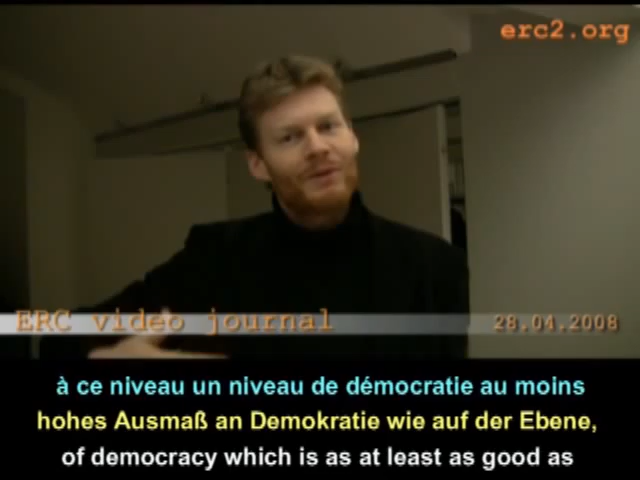 erc2.org
ERC video journal
28.04.2008
à ce niveau un niveau de démocratie au moins
hohes Ausmaß an Demokratie wie auf der Ebene,
of democracy which is as at least as good as